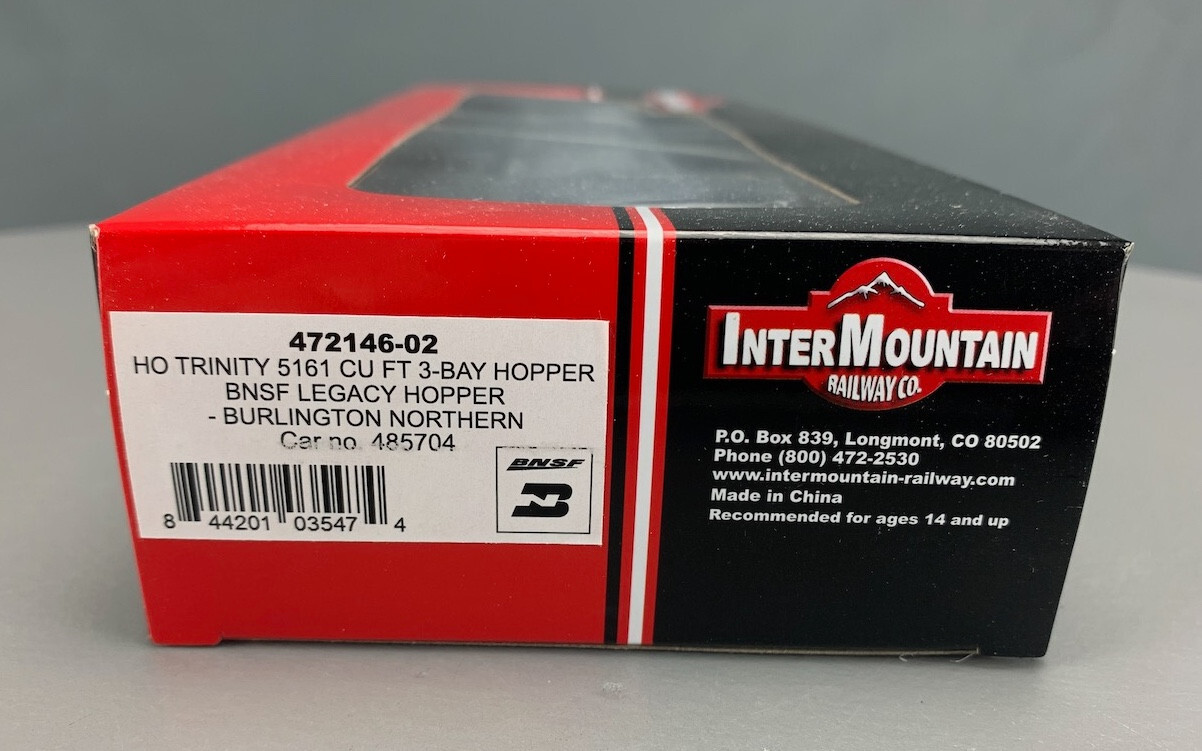 472146-02
HO TRINITY 5161 CU FT 3-BAY HOPPER
BNSF LEGACY HOPPER
- BURLINGTON NORTHERN
Car no. 485704
8 44201 03547 4
BNSF
INTERMOUNTAIN
RAILWAY CO.
P.O. Box 839, Longmont, CO 80502
Phone (800) 472-2530
www.intermountain-railway.com
Made in China
Recommended for ages 14 and up